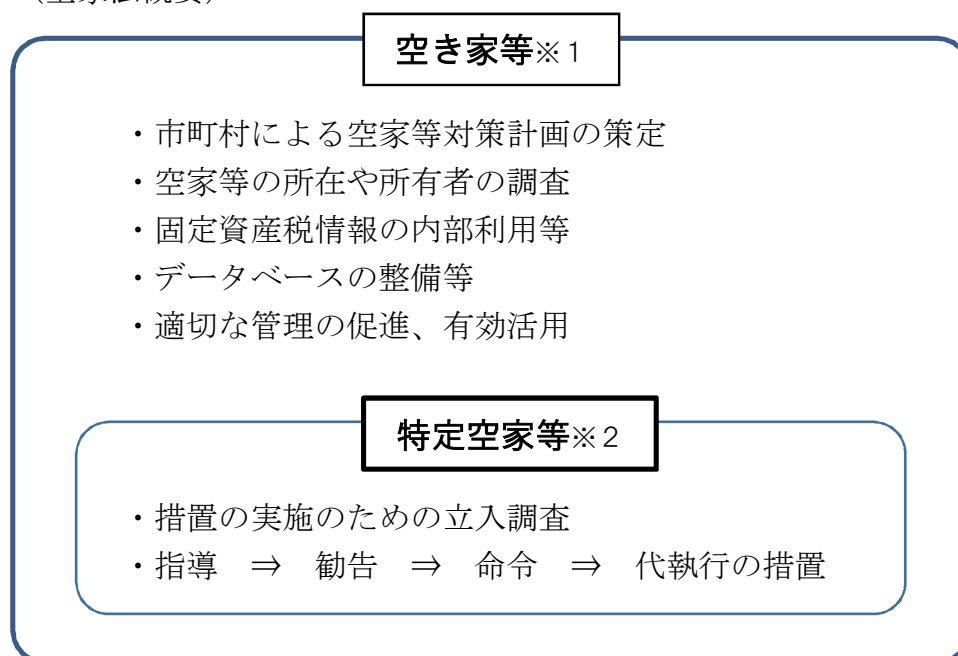 空き家等※1
・市町村による空家等対策計画の策定
・空家等の所在や所有者の調査
・固定資産税情報の内部利用等
・データベースの整備等
・適切な管理の促進、有効活用
特定空家等※2
・措置の実施のための立入調査
・指導　⇒　勧告　⇒　命令　⇒　代執行の措置